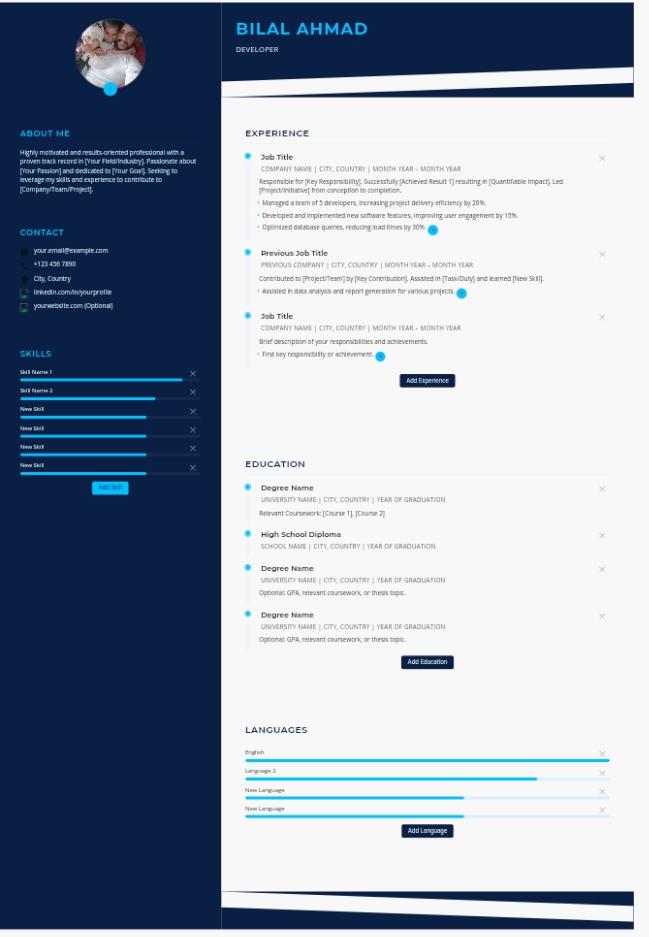 BILAL AHMAD
DEVELOPER
ABOUT ME
Highly motivated and results-oriented professional with a
proven track record in [Your Field/Industry]. Passionate about
[Your Passion] and dedicated to [Your Goal]. Seeking to
leverage my skills and experience to contribute to
[Company/Team/Project].
CONTACT
your.email@example.com
+123 456 7890
City, Country
linkedin.com/in/yourprofile
yourwebsite.com (Optional)
SKILLS
Skill Name 1
Skill Name 2
New Skill
New Skill
New Skill
New Skill
Add Skill
EXPERIENCE
Job Title
COMPANY NAME | CITY, COUNTRY | MONTH YEAR – MONTH YEAR
Responsible for [Key Responsibility]. Successfully [Achieved Result 1] resulting in [Quantifiable Impact]. Led
[Project/Initiative] from conception to completion.
• Managed a team of 5 developers, increasing project delivery efficiency by 20%.
• Developed and implemented new software features, improving user engagement by 15%.
• Optimized database queries, reducing load times by 30%.
Previous Job Title
PREVIOUS COMPANY | CITY, COUNTRY | MONTH YEAR – MONTH YEAR
Contributed to [Project/Team] by [Key Contribution]. Assisted in [Task/Duty] and learned [New Skill].
• Assisted in data analysis and report generation for various projects.
Job Title
COMPANY NAME | CITY, COUNTRY | MONTH YEAR – MONTH YEAR
Brief description of your responsibilities and achievements.
• First key responsibility or achievement.
Add Experience
EDUCATION
Degree Name
UNIVERSITY NAME | CITY, COUNTRY | YEAR OF GRADUATION
Relevant Coursework: [Course 1], [Course 2]
High School Diploma
SCHOOL NAME | CITY, COUNTRY | YEAR OF GRADUATION
Degree Name
UNIVERSITY NAME | CITY, COUNTRY | YEAR OF GRADUATION
Optional: GPA, relevant coursework, or thesis topic.
Degree Name
UNIVERSITY NAME | CITY, COUNTRY | YEAR OF GRADUATION
Optional: GPA, relevant coursework, or thesis topic.
Add Education
LANGUAGES
English
Language 2
New Language
New Language
Add Language